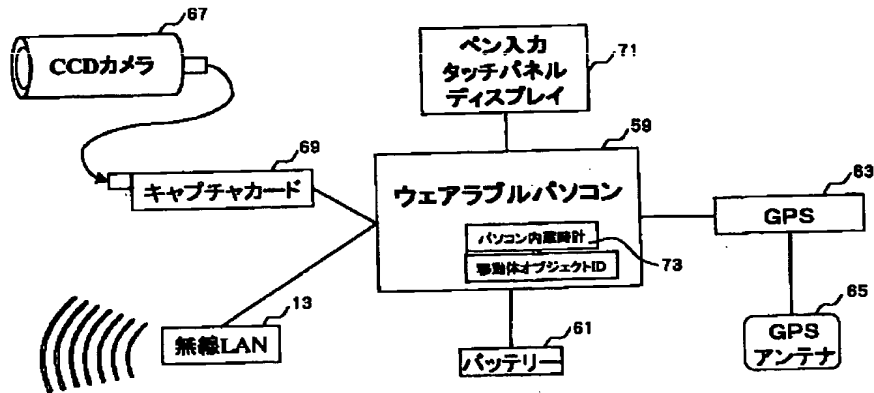 67
CCDカメラ
ペン入力
タッチパネル
ディスプレイ
71
69
キャプチャカード
59
ウェアラブルパソコン
パソコン内蔵時計
移動体オブジェクトID
73
63
GPS
13
無線LAN
61
バッテリー
65
GPS
アンテナ